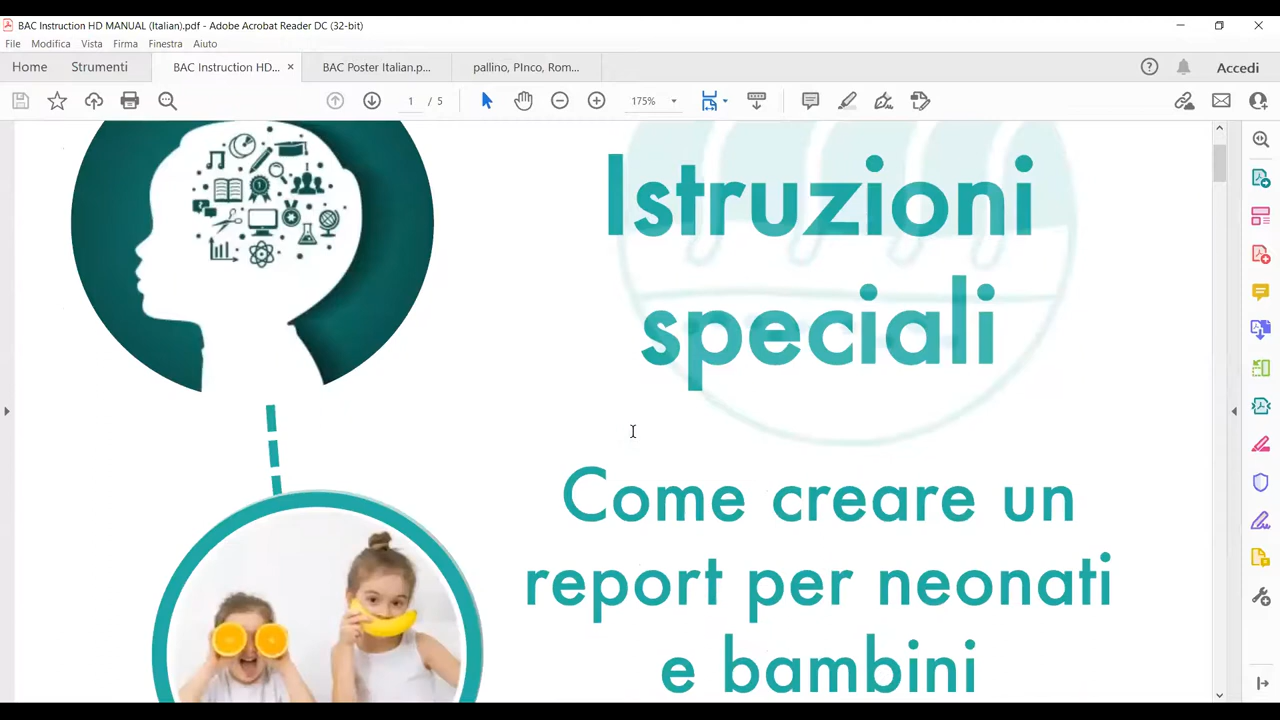 BAC Instruction HD MANUAL (Italian).pdf - Adobe Acrobat Reader DC (32-bit)
File Modifica Vista Firma Finestra Aiuto
Home Strumenti BAC Instruction HD... BAC Poster Italian.p... pallino, PInco, Rom... Accedi
1 / 5 175%
Istruzioni
speciali
Come creare un
report per neonati
e bambini